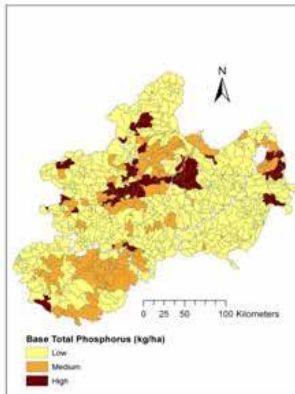 N
0 25 50 100 Kilometers
Base Total Phosphorus (kg/ha)
Low
Medium
High